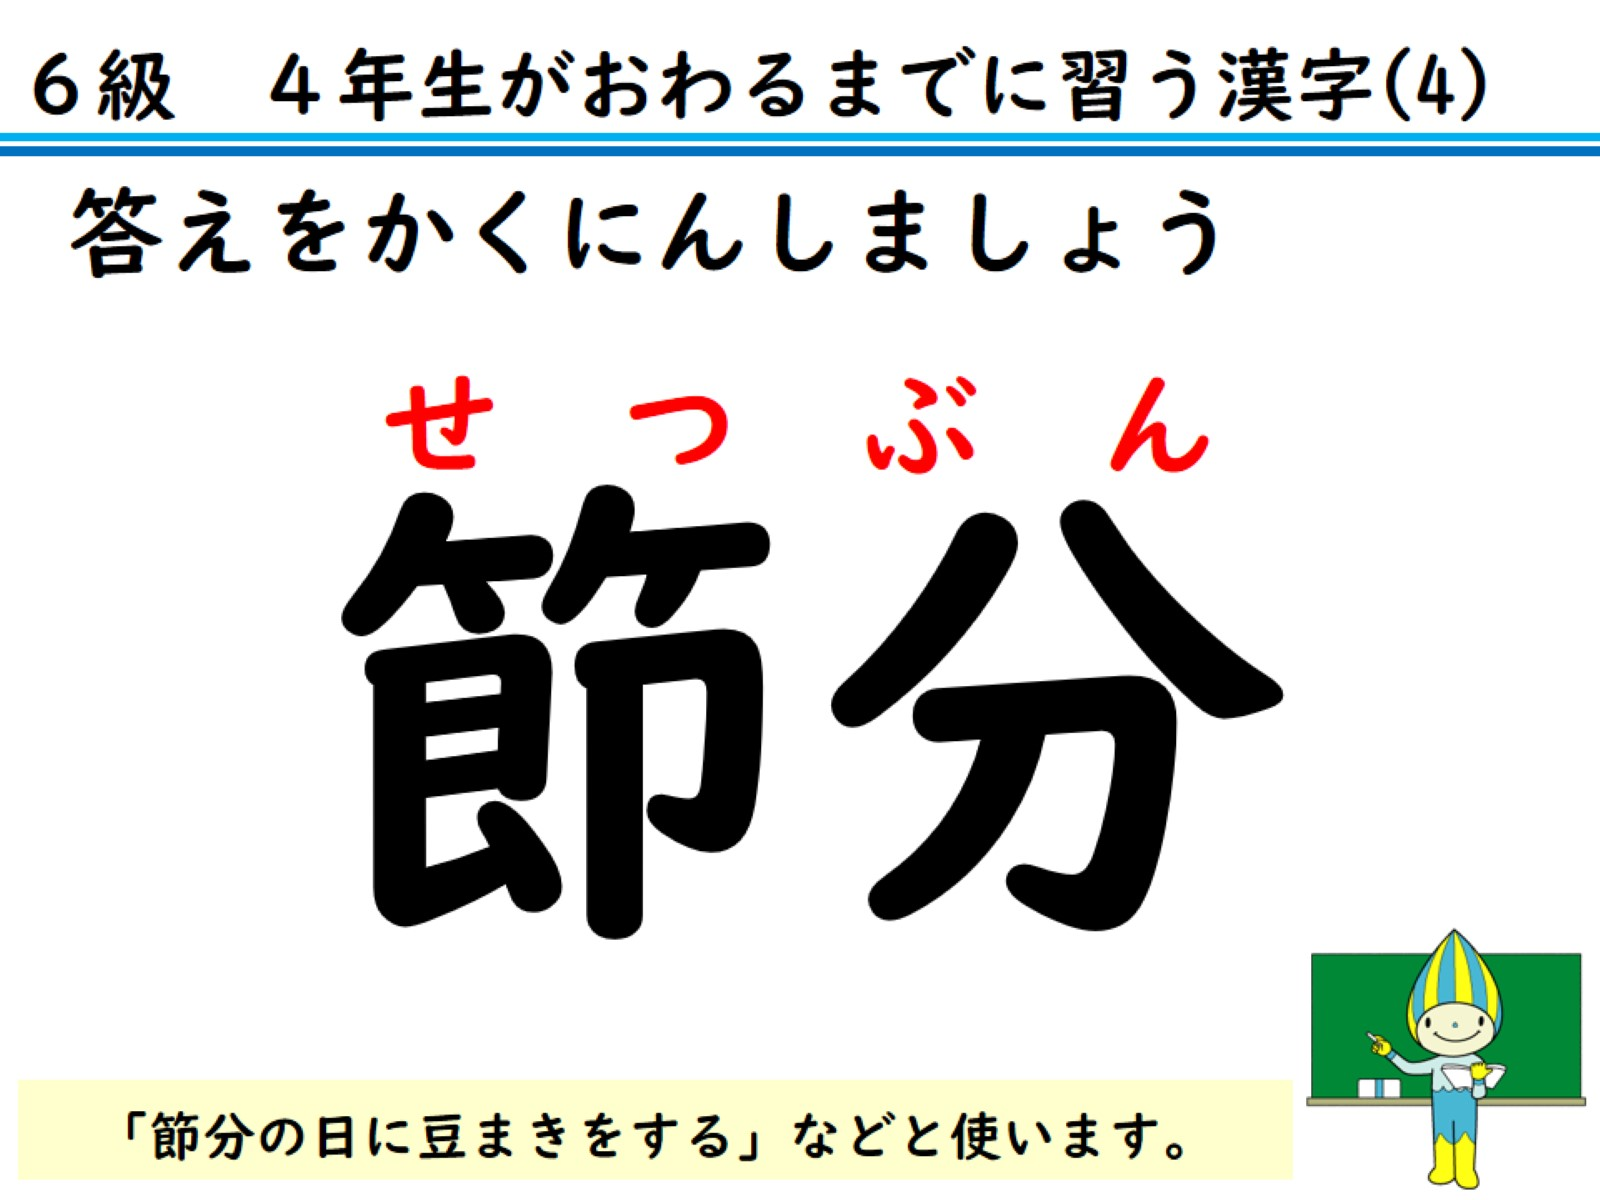 ６級　４年生がおわるまでに習う漢字(4)
答えをかくにんしましょう
せつぶん
節分
「節分の日に豆まきをする」などと使います。